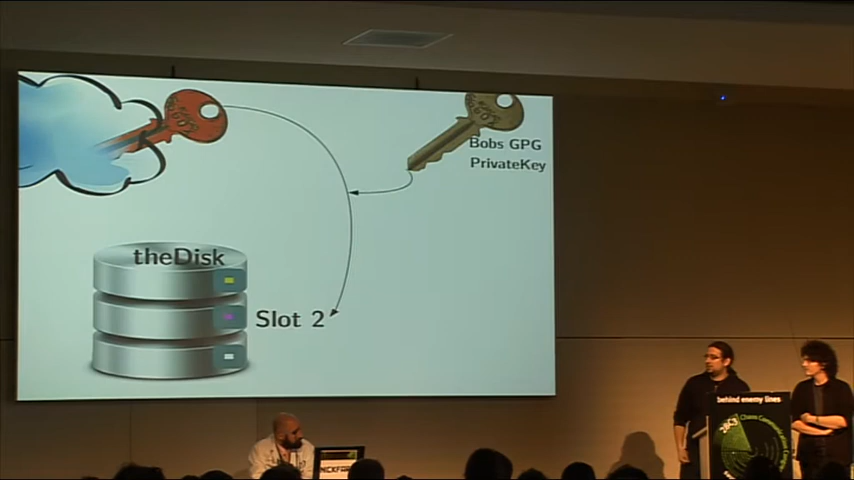 Bobs GPG
PrivateKey
theDisk
Slot 2
behind enemy lines